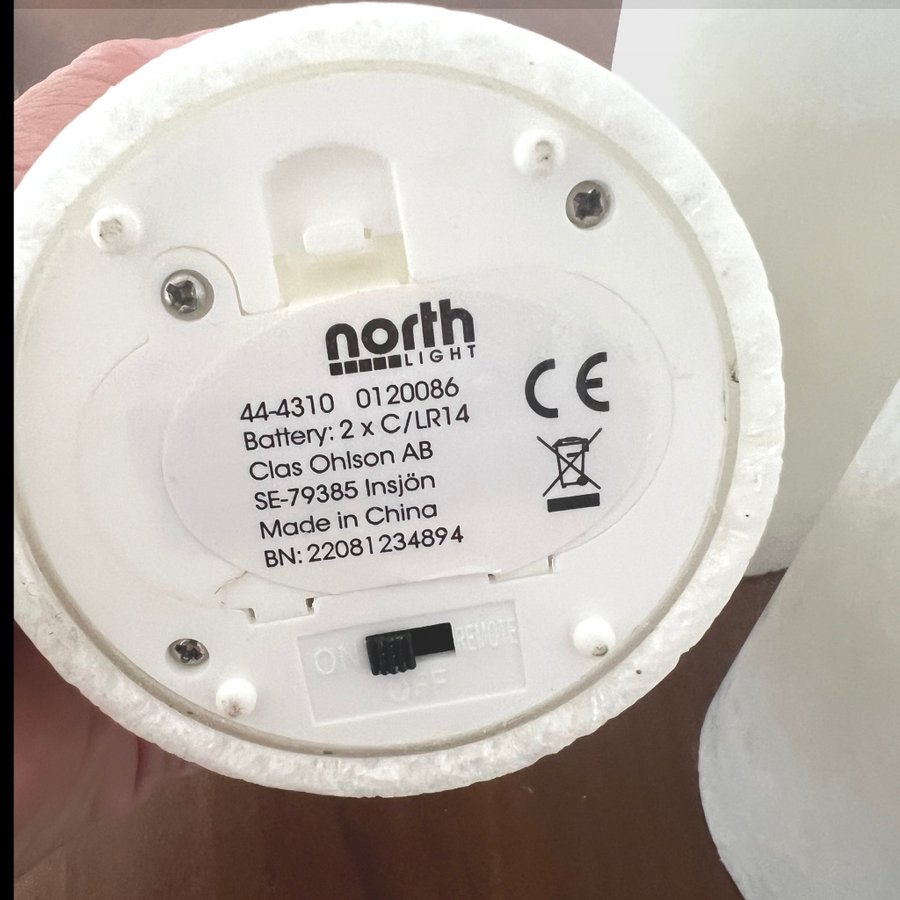 north
LIGHT
44-4310 0120086
Battery: 2 x C/LR14
Clas Ohlson AB
SE-79385 Insjön
Made in China
BN: 22081234894
CE
ON REMOTE
OFF